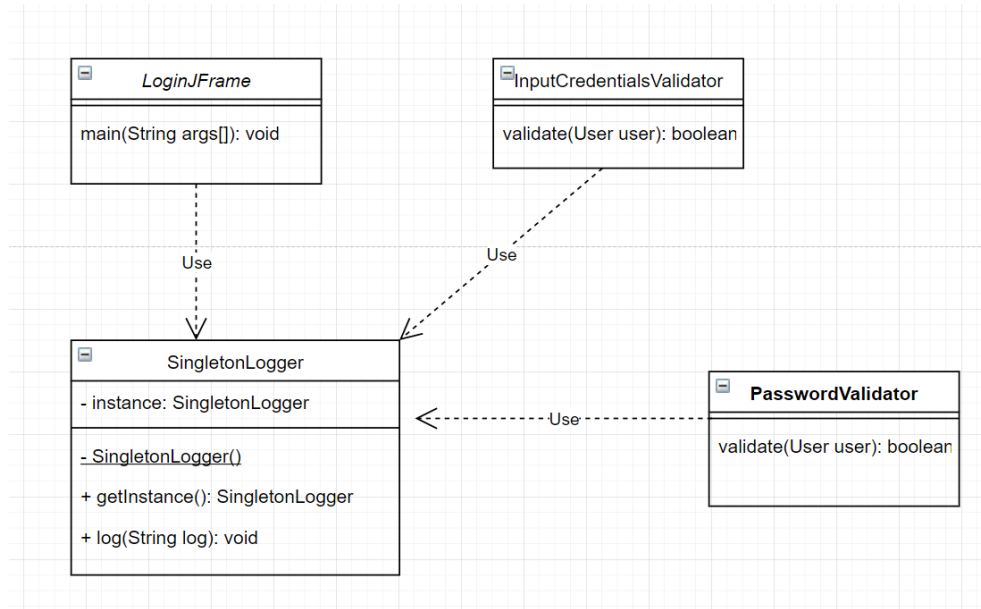 LoginJFrame
main(String args[]): void
InputCredentialsValidator
validate(User user): boolean
Use
Use
SingletonLogger
- instance: SingletonLogger
- SingletonLogger()
+ getInstance(): SingletonLogger
+ log(String log): void
Use
PasswordValidator
validate(User user): boolean